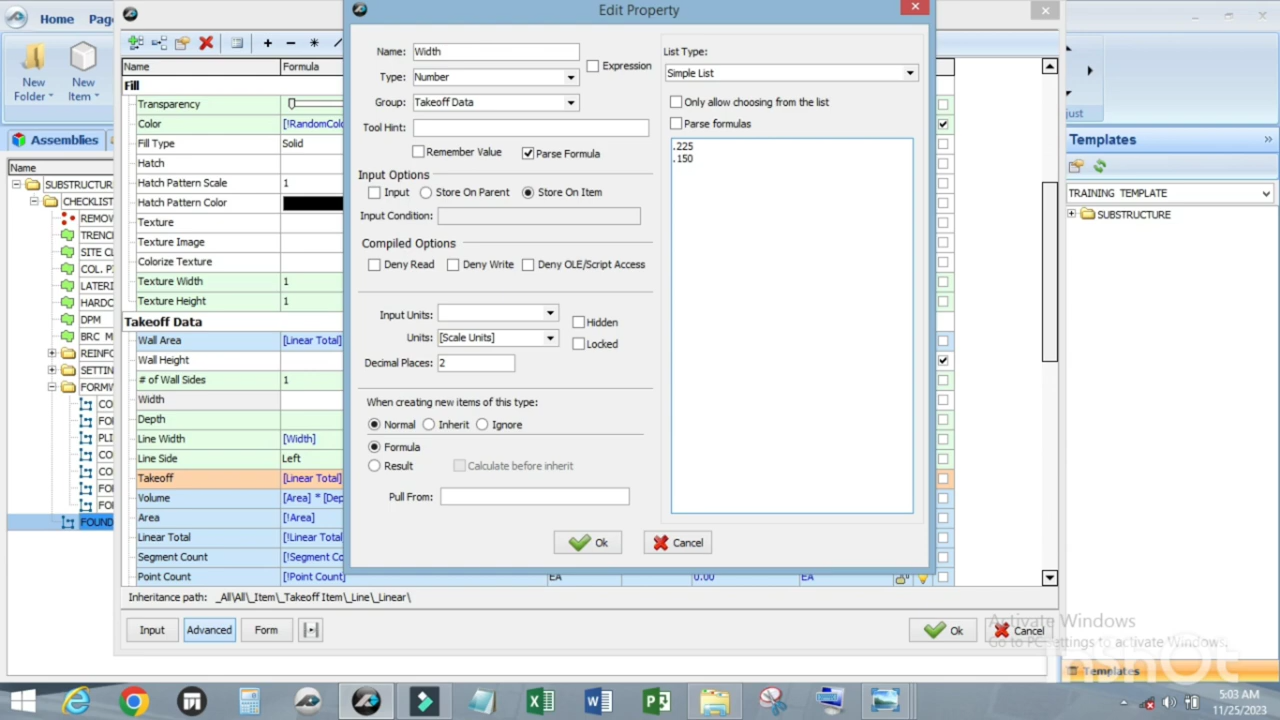 Home Page
Edit Property
New Folder
New Item
Assemblies
Name
SUBSTRUCTUR
CHECKLIST
REMOV
TRENC
SITE CL
COL. P
LATERI
HARDC
DPM
BRC M
REINF
SETTIN
FORMW
CO
FO
PLI
CO
CO
FO
FO
FOUND
Name Formula
Fill
Transparency
Color [!RandomColo
Fill Type Solid
Hatch
Hatch Pattern Scale 1
Hatch Pattern Color
Texture
Texture Image
Colorize Texture
Texture Width 1
Texture Height 1
Takeoff Data
Wall Area [Linear Total]
Wall Height
# of Wall Sides 1
Width
Depth
Line Width [Width]
Line Side Left
Takeoff [Linear Total]
Volume [Area] * [Dep
Area [!Area]
Linear Total [!Linear Total
Segment Count [!Segment Co
Point Count [!Point Count] EA 0.00 EA
Inheritance path: _All\All\_Item\_Takeoff Item\_Line\_Linear\
Input Advanced Form Ok Cancel
Name: Width
Expression
Type: Number
Group: Takeoff Data
Tool Hint:
Remember Value Parse Formula
Input Options
Input Store On Parent Store On Item
Input Condition:
Compiled Options
Deny Read Deny Write Deny OLE/Script Access
Input Units:
Hidden
Units: [Scale Units]
Locked
Decimal Places: 2
When creating new items of this type:
Normal Inherit Ignore
Formula
Result Calculate before inherit
Pull From:
Ok Cancel
List Type:
Simple List
Only allow choosing from the list
Parse formulas
.225
.150
just
Templates
TRAINING TEMPLATE
SUBSTRUCTURE
Activate Windows
Go to PC settings to activate Windows.
Templates
5:03 AM
11/25/2023